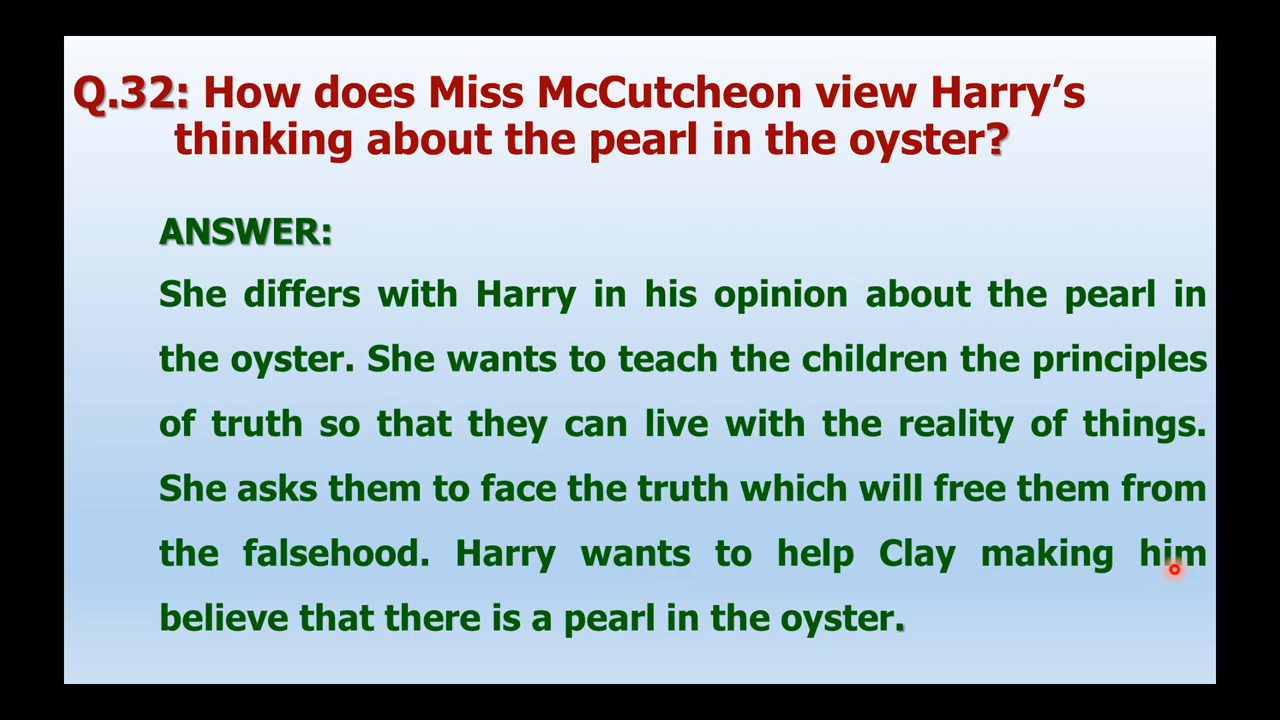 Q.32: How does Miss McCutcheon view Harry’s
thinking about the pearl in the oyster?
ANSWER:
She differs with Harry in his opinion about the pearl in
the oyster. She wants to teach the children the principles
of truth so that they can live with the reality of things.
She asks them to face the truth which will free them from
the falsehood. Harry wants to help Clay making him
believe that there is a pearl in the oyster.